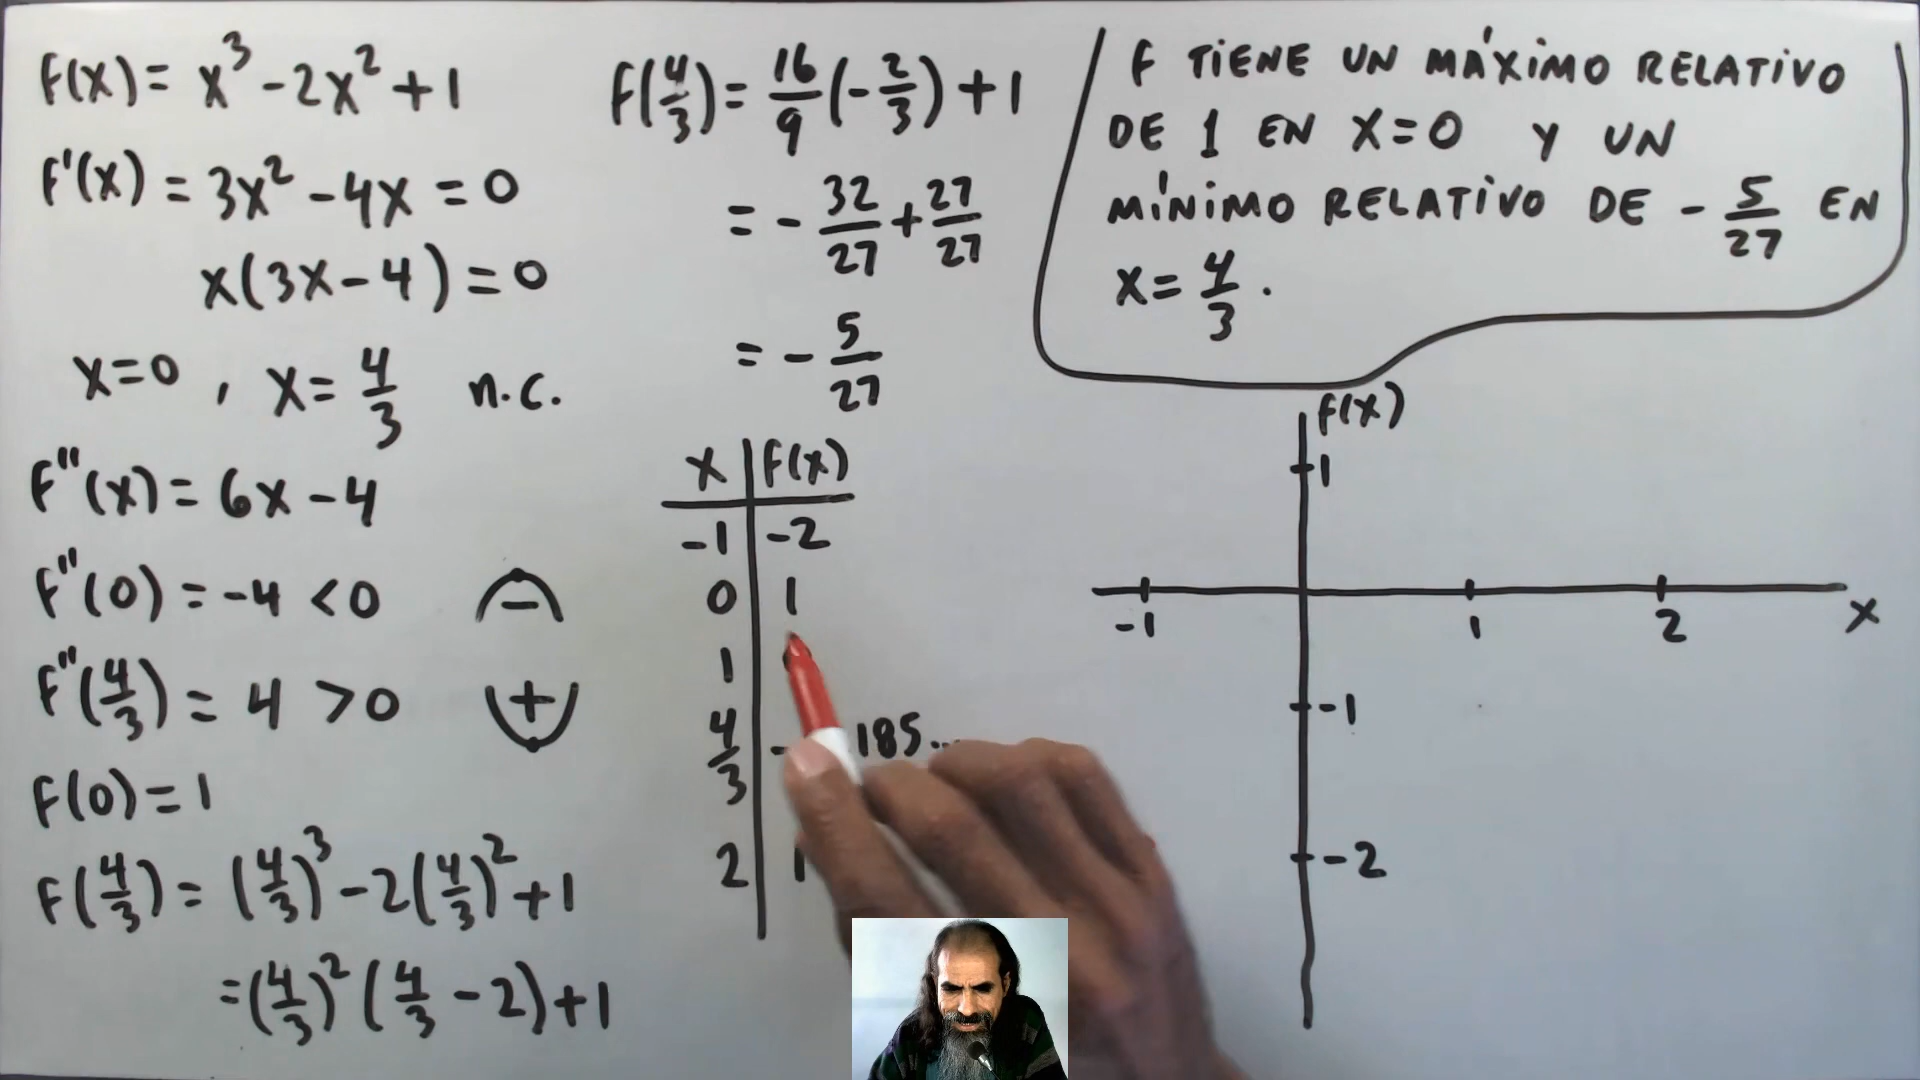 F(x) = x³ - 2x² + 1
F'(x) = 3x² - 4x = 0
x(3x - 4) = 0
x = 0 , x = 4/3 n.c.
F''(x) = 6x - 4
F''(0) = -4 < 0 −
F''(4/3) = 4 > 0 +
F(0) = 1
F(4/3) = (4/3)³ - 2(4/3)² + 1
= (4/3)² (4/3 - 2) + 1
F(4/3) = 16/9 (-2/3) + 1
= - 32/27 + 27/27
= - 5/27
x | F(x)
-1 | -2
0 | 1
1
4/3 | - 185...
2 | 1
F TIENE UN MÁXIMO RELATIVO
DE 1 EN X=0 Y UN
MÍNIMO RELATIVO DE - 5/27 EN
X = 4/3 .
F(x)
1
-1 1 2 x
-1
-2